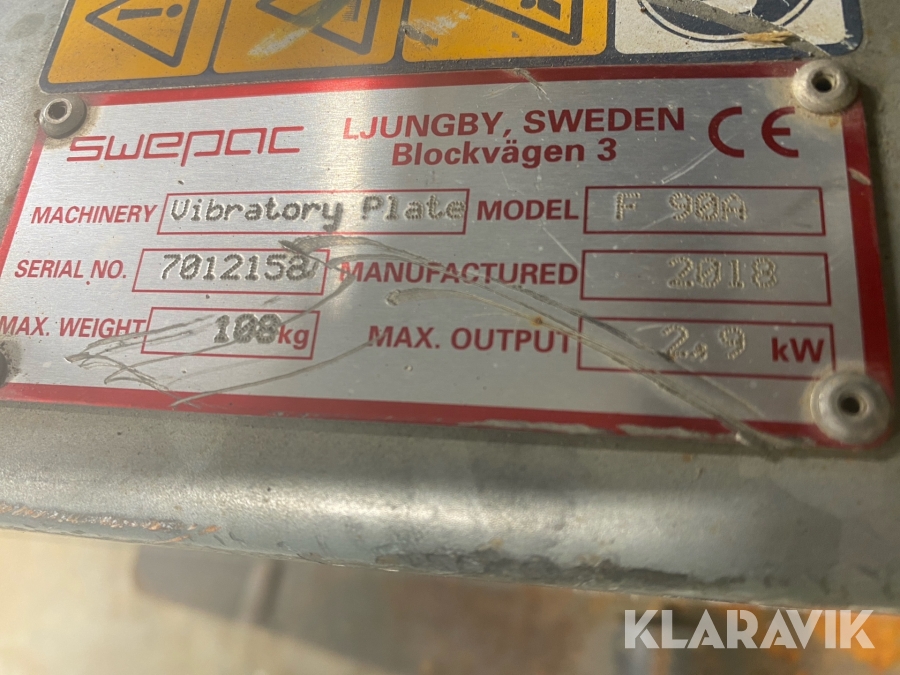 swepac LJUNGBY, SWEDEN CE
Blockvägen 3
MACHINERY Vibratory Plate MODEL F 90A
SERIAL NO. 7012158 MANUFACTURED 2018
MAX. WEIGHT 108 kg MAX. OUTPUT 2.9 kW
KLARAVIK